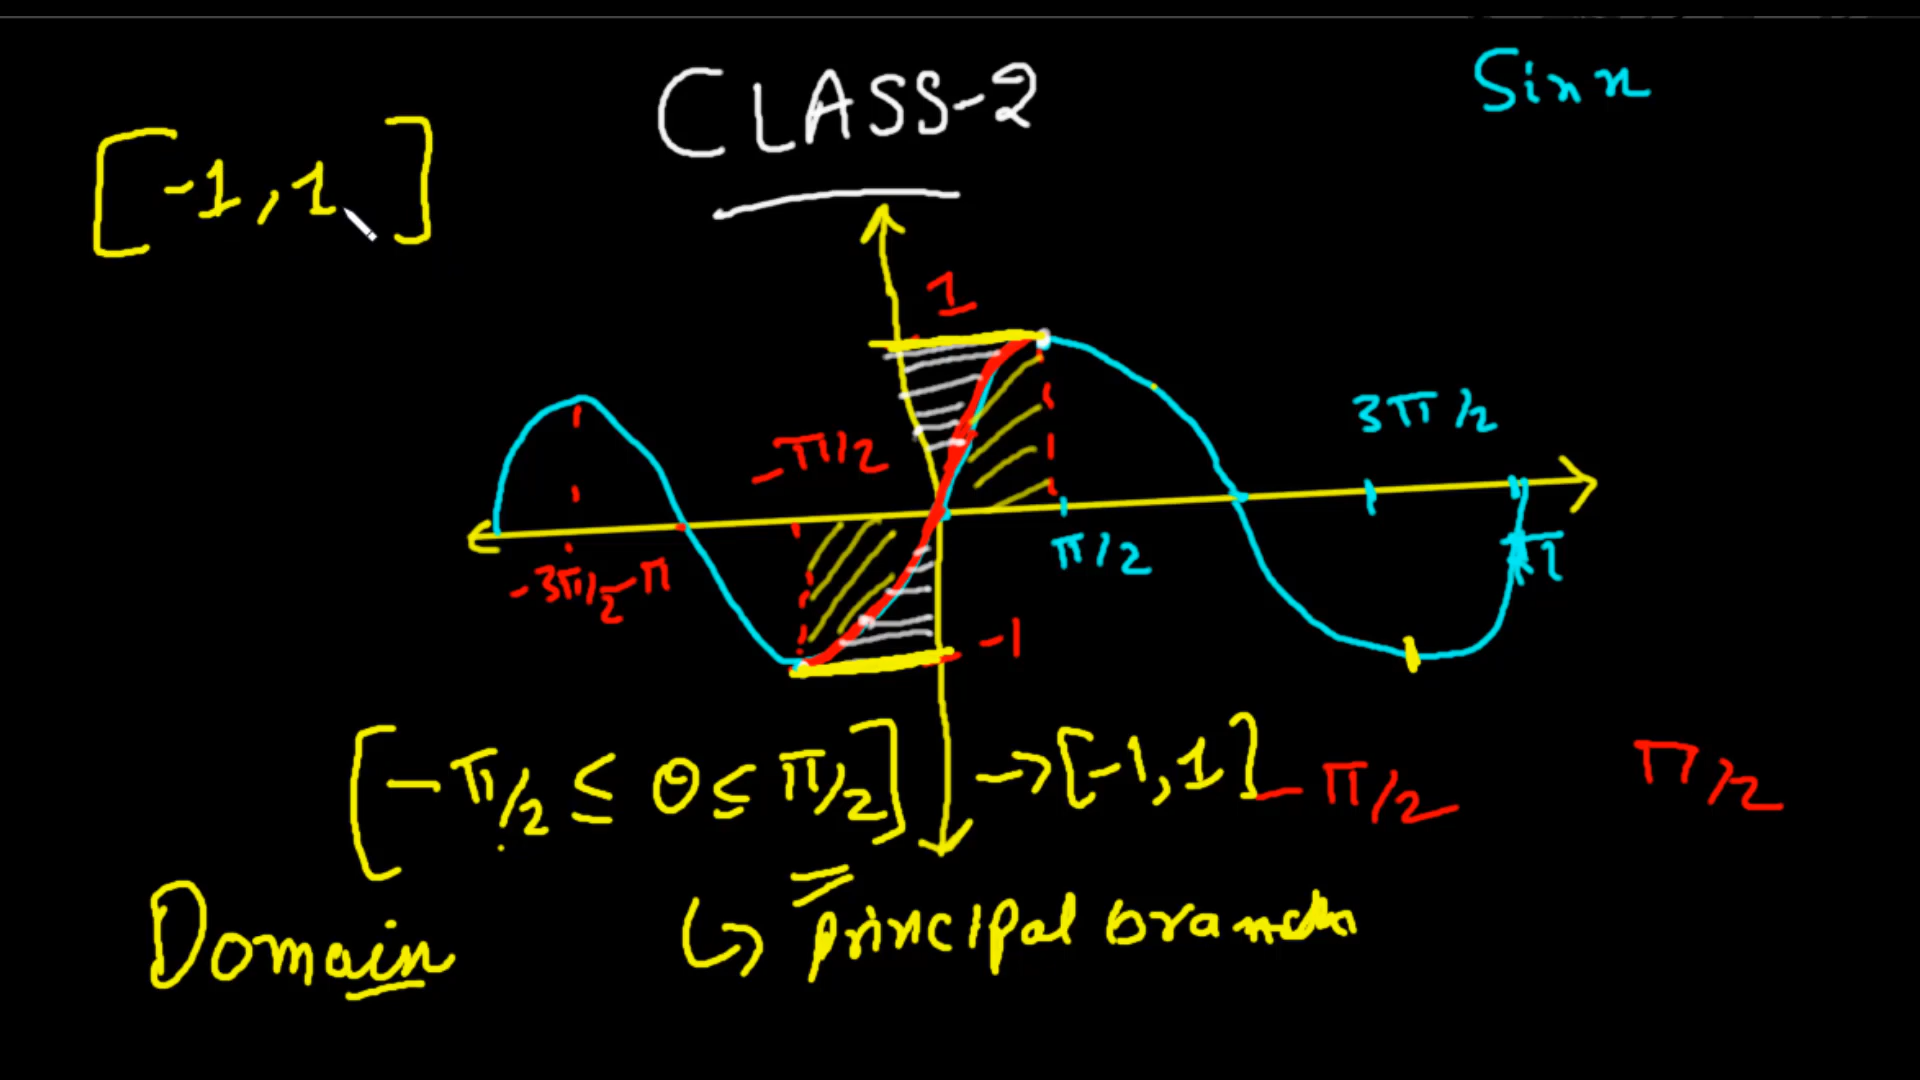 CLASS-2
Sin x
[-1, 1]
1
-π/2
3π/2
-3π/2
-π
π/2
-1
[-π/2 ≤ θ ≤ π/2] → [-1, 1]
-π/2
π/2
Domain
↳ principal branch